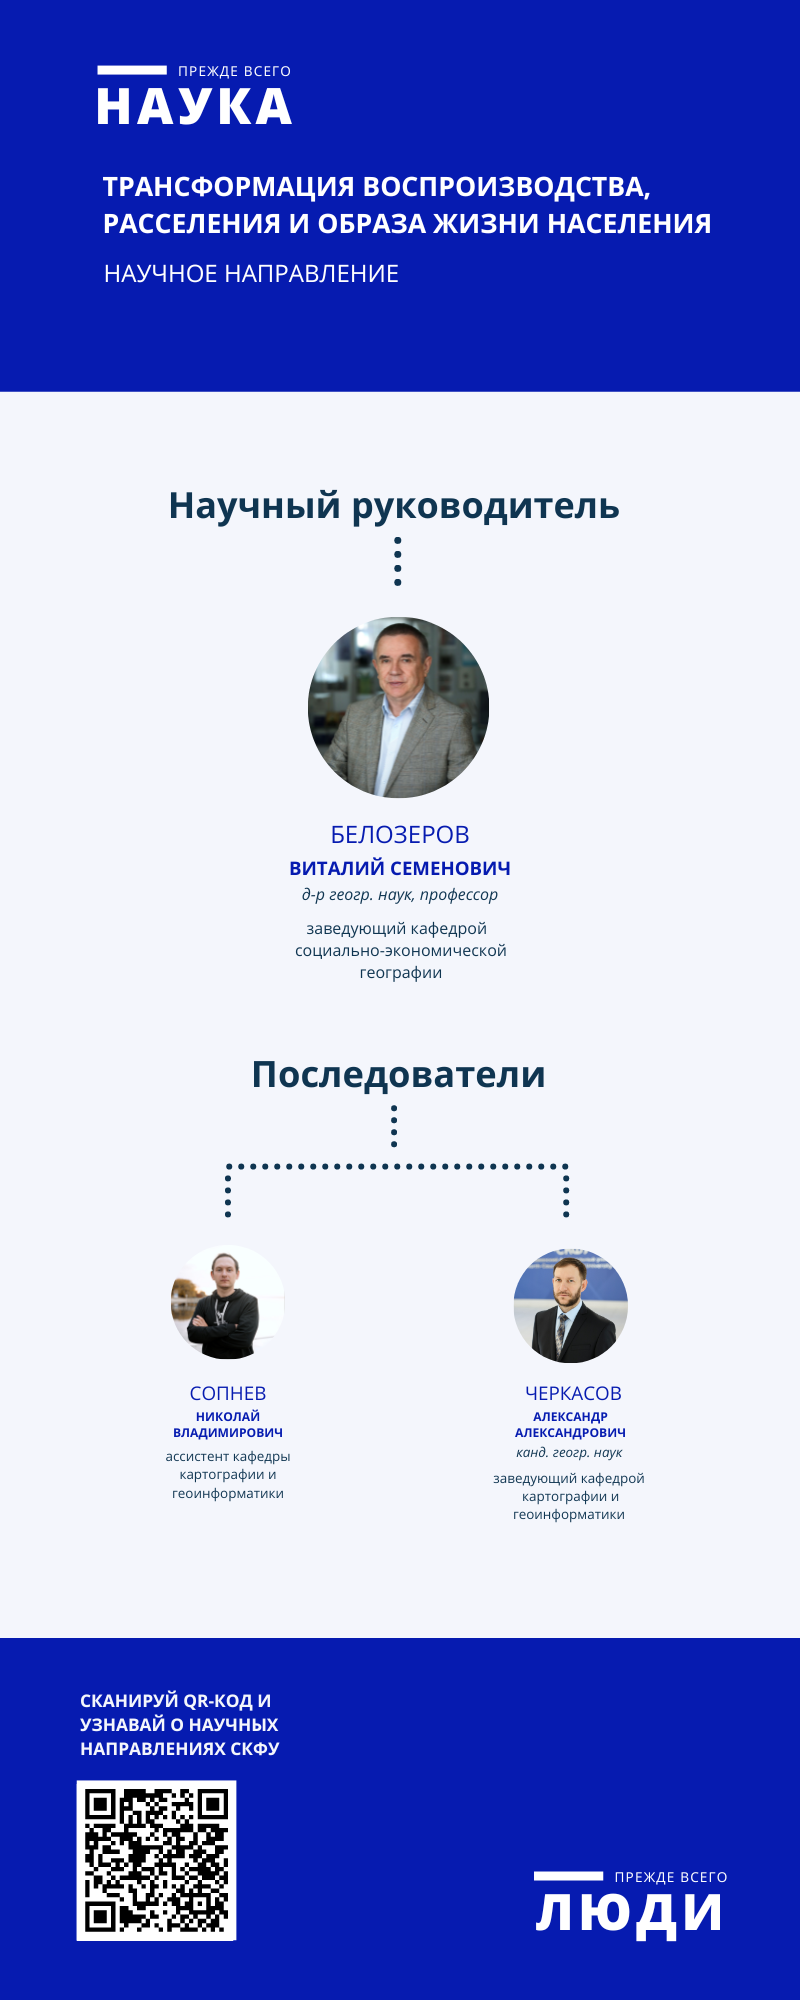 ПРЕЖДЕ ВСЕГО
НАУКА
ТРАНСФОРМАЦИЯ ВОСПРОИЗВОДСТВА,
РАССЕЛЕНИЯ И ОБРАЗА ЖИЗНИ НАСЕЛЕНИЯ
НАУЧНОЕ НАПРАВЛЕНИЕ
Научный руководитель
БЕЛОЗЕРОВ
ВИТАЛИЙ СЕМЕНОВИЧ
д-р геогр. наук, профессор
заведующий кафедрой
социально-экономической
географии
Последователи
СОПНЕВ
НИКОЛАЙ
ВЛАДИМИРОВИЧ
ассистент кафедры
картографии и
геоинформатики
ЧЕРКАСОВ
АЛЕКСАНДР
АЛЕКСАНДРОВИЧ
канд. геогр. наук
заведующий кафедрой
картографии и
геоинформатики
СКАНИРУЙ QR-КОД И
УЗНАВАЙ О НАУЧНЫХ
НАПРАВЛЕНИЯХ СКФУ
ПРЕЖДЕ ВСЕГО
ЛЮДИ